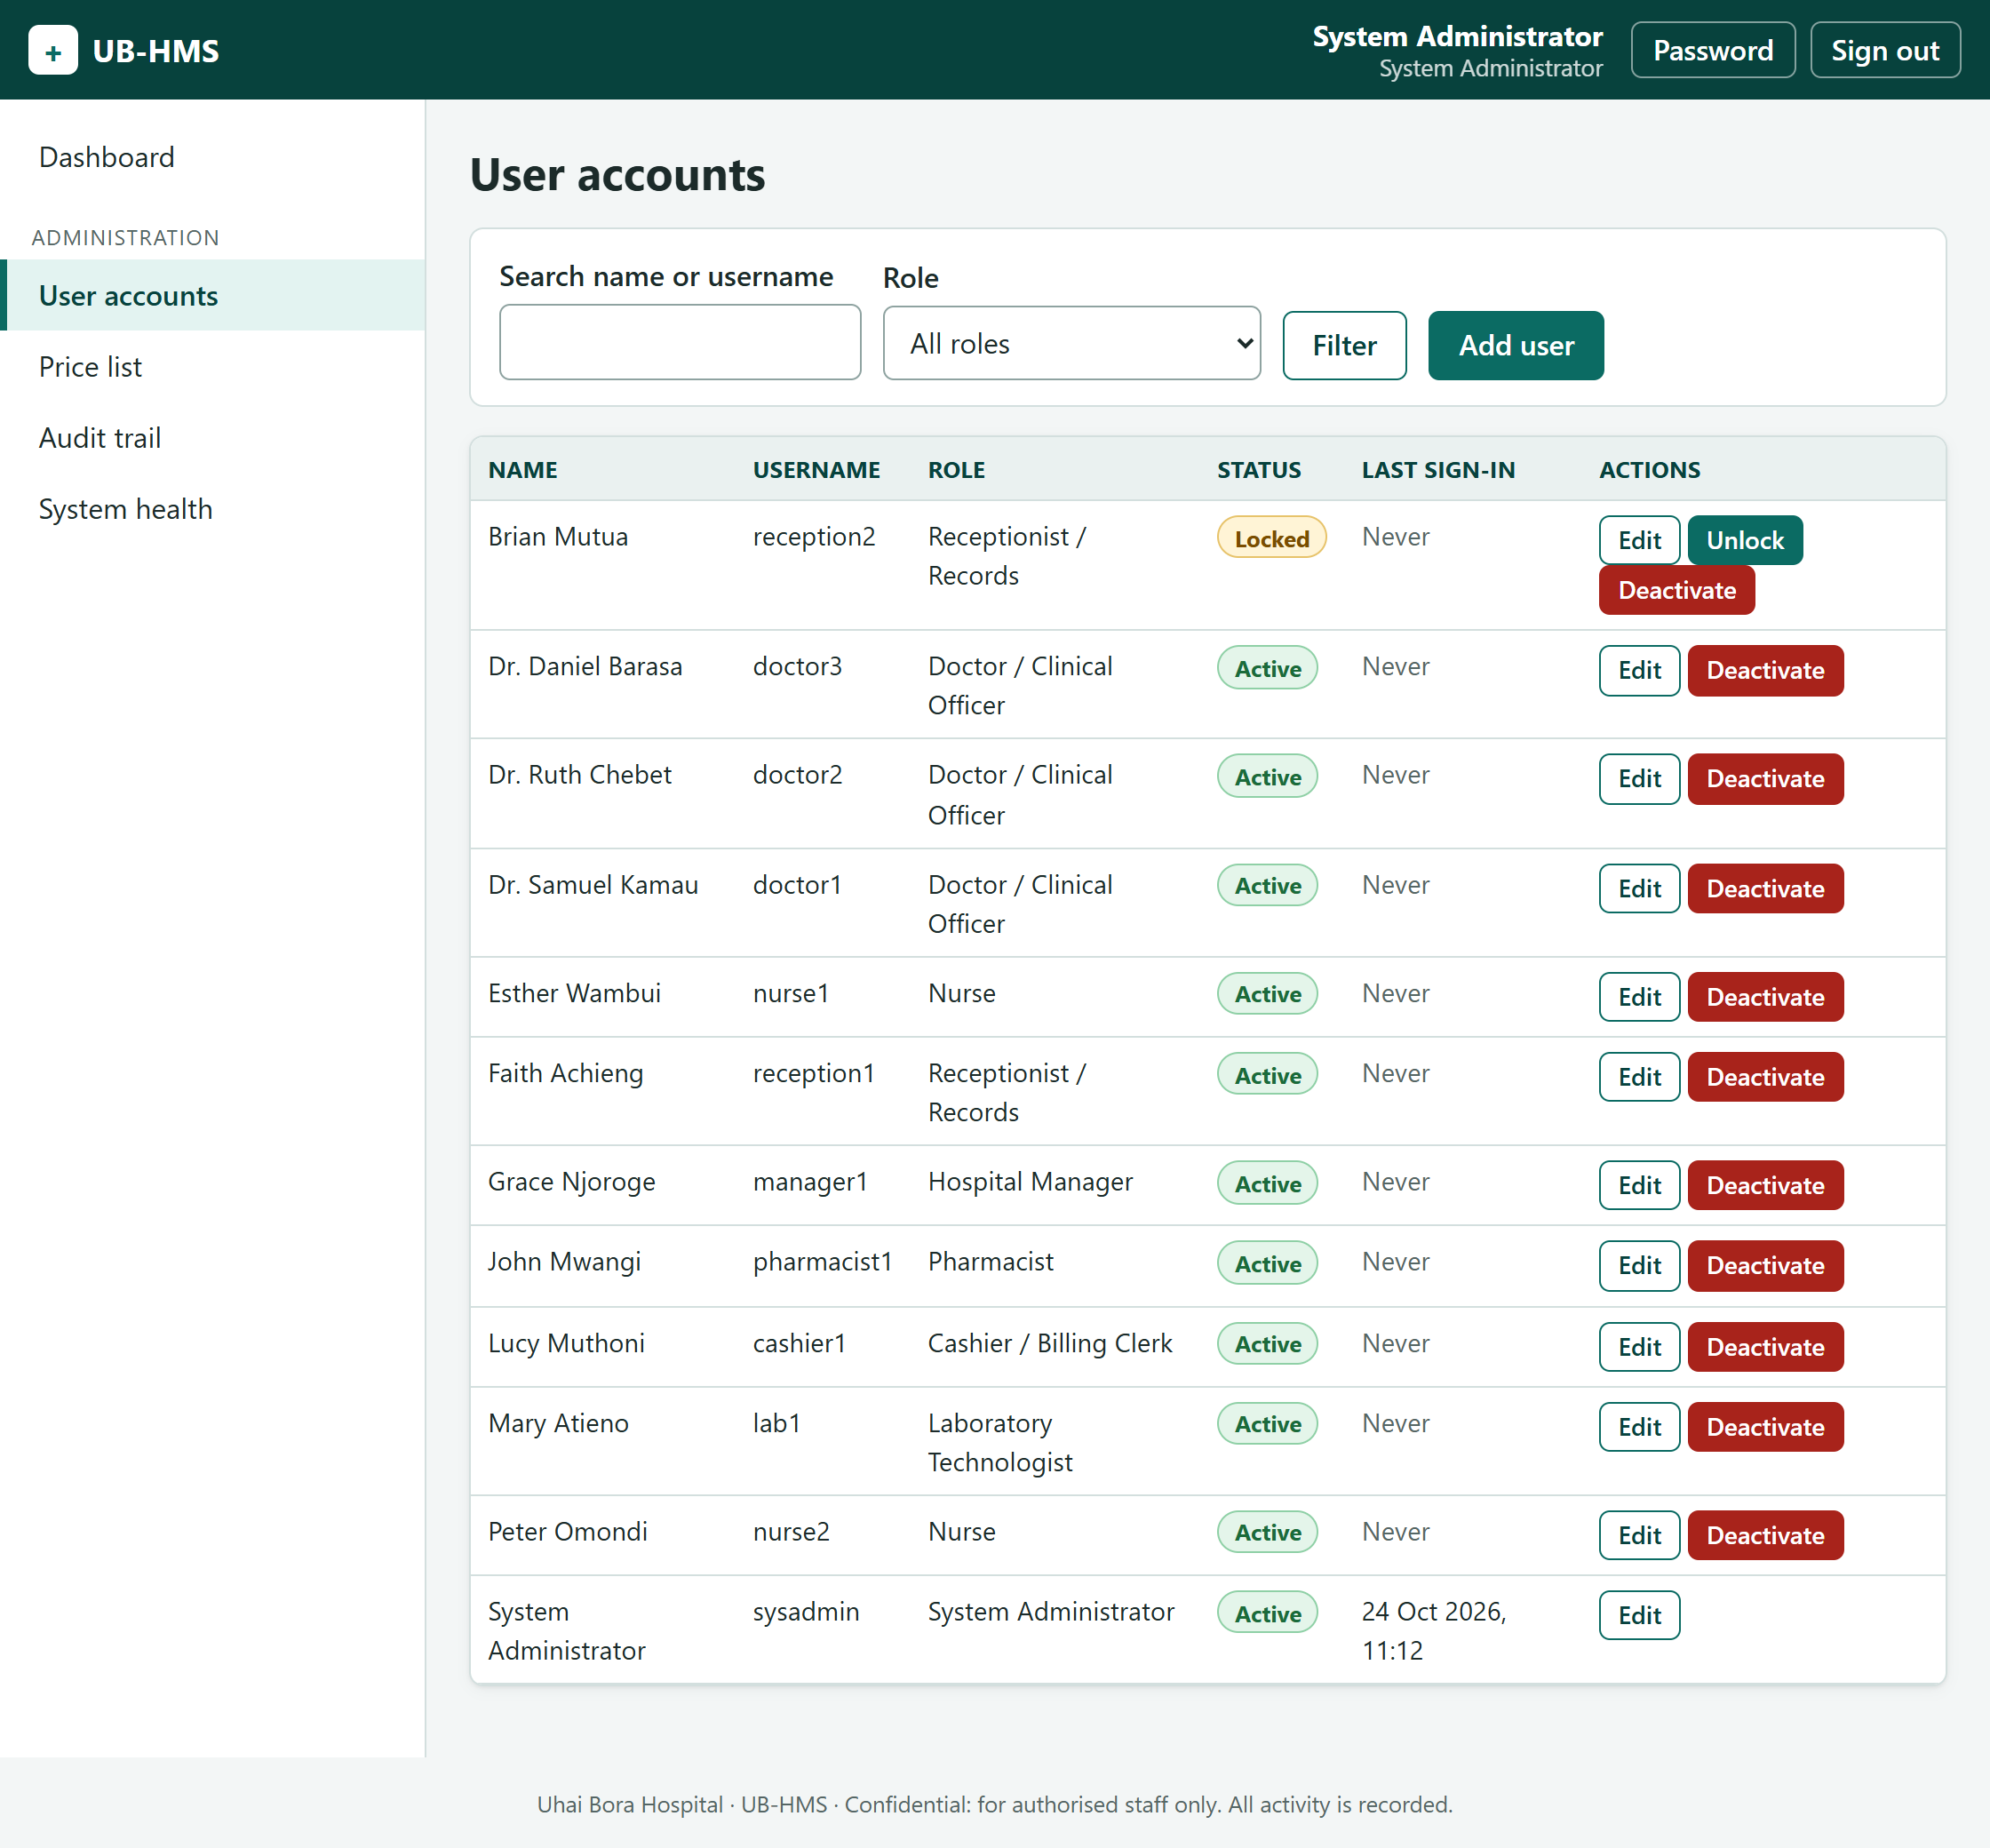 + UB-HMS
System Administrator
System Administrator
Password
Sign out
Dashboard
ADMINISTRATION
User accounts
Price list
Audit trail
System health
User accounts
Search name or username
Role
All roles
Filter
Add user
NAME USERNAME ROLE STATUS LAST SIGN-IN ACTIONS
Brian Mutua reception2 Receptionist / Locked Never Edit Unlock
Records Deactivate
Dr. Daniel Barasa doctor3 Doctor / Clinical Active Never Edit Deactivate
Officer
Dr. Ruth Chebet doctor2 Doctor / Clinical Active Never Edit Deactivate
Officer
Dr. Samuel Kamau doctor1 Doctor / Clinical Active Never Edit Deactivate
Officer
Esther Wambui nurse1 Nurse Active Never Edit Deactivate
Faith Achieng reception1 Receptionist / Active Never Edit Deactivate
Records
Grace Njoroge manager1 Hospital Manager Active Never Edit Deactivate
John Mwangi pharmacist1 Pharmacist Active Never Edit Deactivate
Lucy Muthoni cashier1 Cashier / Billing Clerk Active Never Edit Deactivate
Mary Atieno lab1 Laboratory Active Never Edit Deactivate
Technologist
Peter Omondi nurse2 Nurse Active Never Edit Deactivate
System sysadmin System Administrator Active 24 Oct 2026, Edit
Administrator 11:12
Uhai Bora Hospital · UB-HMS · Confidential: for authorised staff only. All activity is recorded.